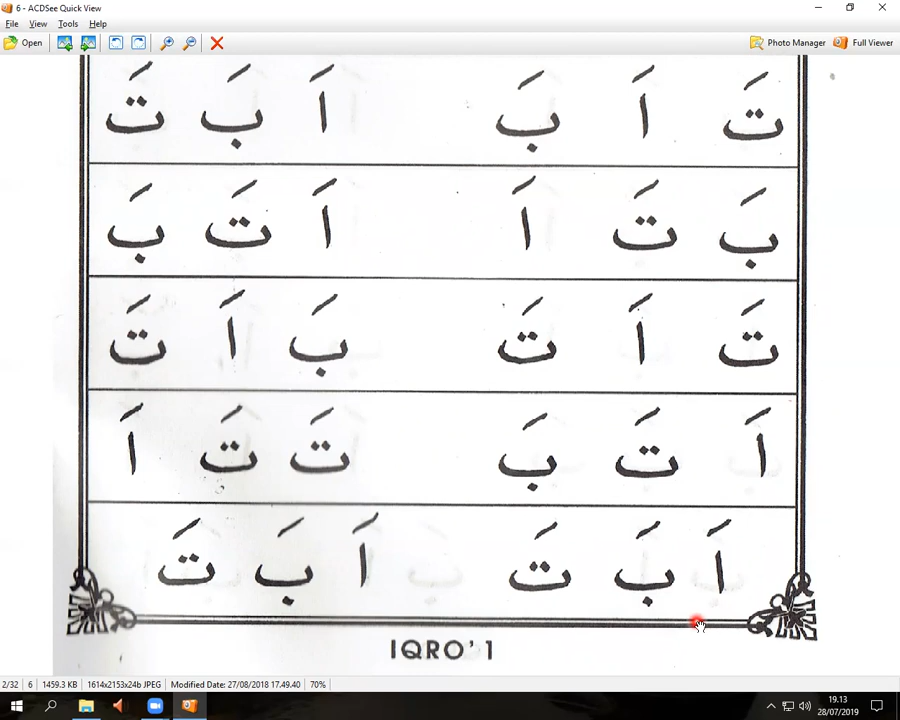 6 - ACDSee Quick View
File View Tools Help
Open Photo Manager Full Viewer
تَ اَ بَ اَ بَ تَ
بَ تَ اَ اَ تَ بَ
تَ اَ تَ بَ اَ تَ
اَ تَ بَ تَ تَ اَ
اَ بَ تَ اَ بَ تَ
IQRO' 1
2/32 6 1459.3 KB 1614x2153x24b JPEG Modified Date: 27/08/2018 17.49.40 70%
19.13
28/07/2019